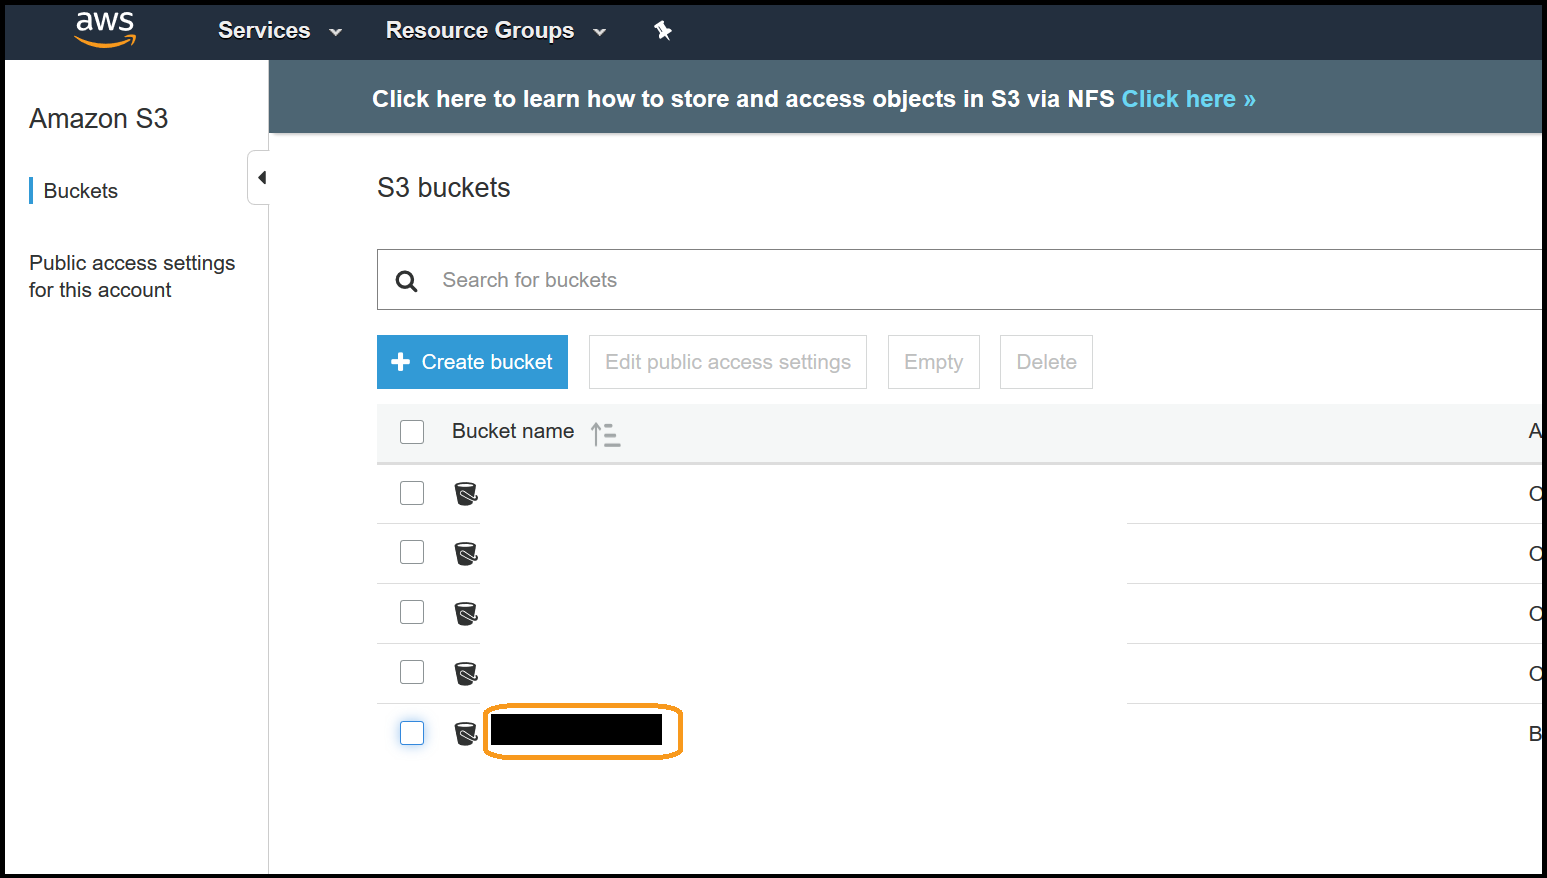 aws
Services
Resource Groups
Amazon S3
Buckets
Public access settings
for this account
Click here to learn how to store and access objects in S3 via NFS Click here »
S3 buckets
Search for buckets
Create bucket
Edit public access settings
Empty
Delete
Bucket name
A
B